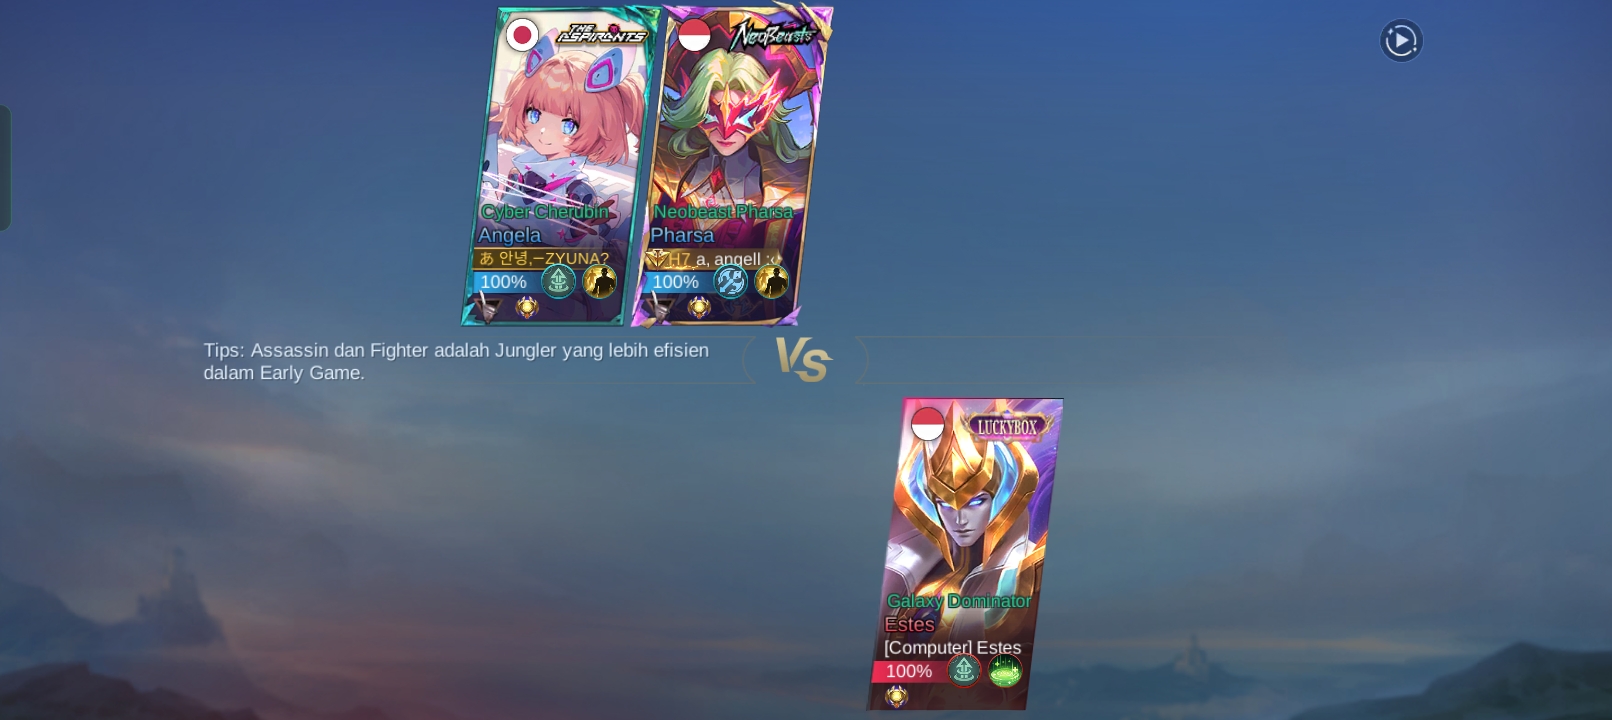 THE ASPIRANTS
NEOBEASTS
Cyber Cherubin
Angela
あ 안녕,–ZYUNA?
100%
Neobeast Pharsa
Pharsa
H7 a, angell :‹
100%
Tips: Assassin dan Fighter adalah Jungler yang lebih efisien
dalam Early Game.
VS
LUCKYBOX
Galaxy Dominator
Estes
[Computer] Estes
100%